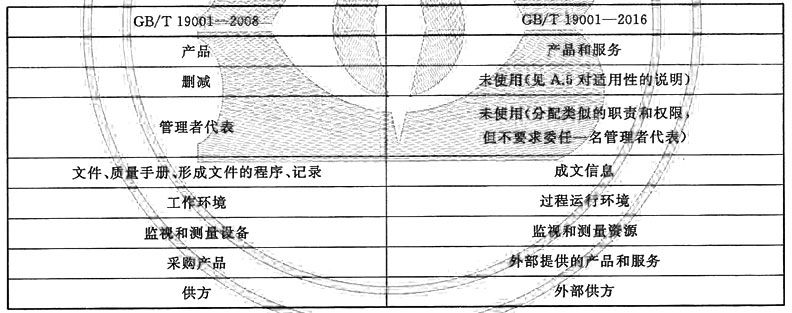 GB/T 19001—2008 GB/T 19001—2016
产品 产品和服务
删减 未使用(见 A.5 对适用性的说明)
管理者代表 未使用(分配类似的职责和权限,
但不要求委任一名管理者代表)
文件、质量手册、形成文件的程序、记录 成文信息
工作环境 过程运行环境
监视和测量设备 监视和测量资源
采购产品 外部提供的产品和服务
供方 外部供方